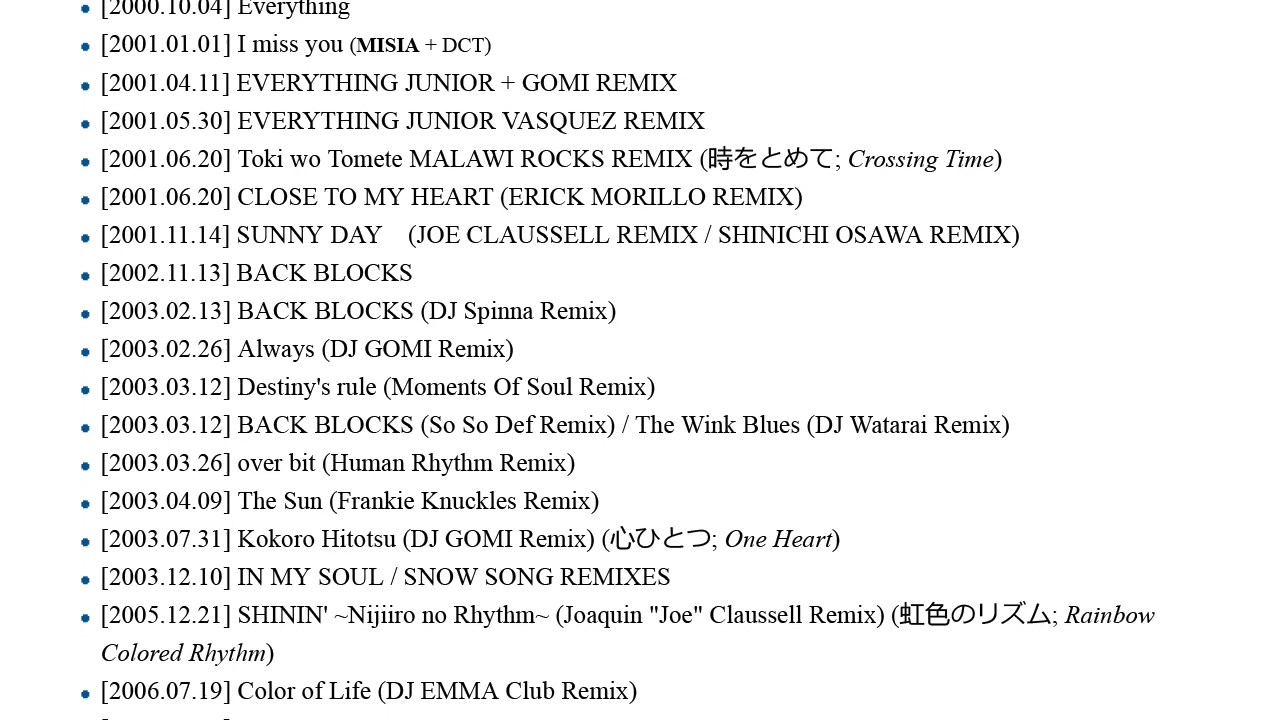 [2000.10.04] Everything
[2001.01.01] I miss you (MISIA + DCT)
[2001.04.11] EVERYTHING JUNIOR + GOMI REMIX
[2001.05.30] EVERYTHING JUNIOR VASQUEZ REMIX
[2001.06.20] Toki wo Tomete MALAWI ROCKS REMIX (時をとめて; Crossing Time)
[2001.06.20] CLOSE TO MY HEART (ERICK MORILLO REMIX)
[2001.11.14] SUNNY DAY　(JOE CLAUSSELL REMIX / SHINICHI OSAWA REMIX)
[2002.11.13] BACK BLOCKS
[2003.02.13] BACK BLOCKS (DJ Spinna Remix)
[2003.02.26] Always (DJ GOMI Remix)
[2003.03.12] Destiny's rule (Moments Of Soul Remix)
[2003.03.12] BACK BLOCKS (So So Def Remix) / The Wink Blues (DJ Watarai Remix)
[2003.03.26] over bit (Human Rhythm Remix)
[2003.04.09] The Sun (Frankie Knuckles Remix)
[2003.07.31] Kokoro Hitotsu (DJ GOMI Remix) (心ひとつ; One Heart)
[2003.12.10] IN MY SOUL / SNOW SONG REMIXES
[2005.12.21] SHININ' ~Nijiiro no Rhythm~ (Joaquin "Joe" Claussell Remix) (虹色のリズム; Rainbow
Colored Rhythm)
[2006.07.19] Color of Life (DJ EMMA Club Remix)